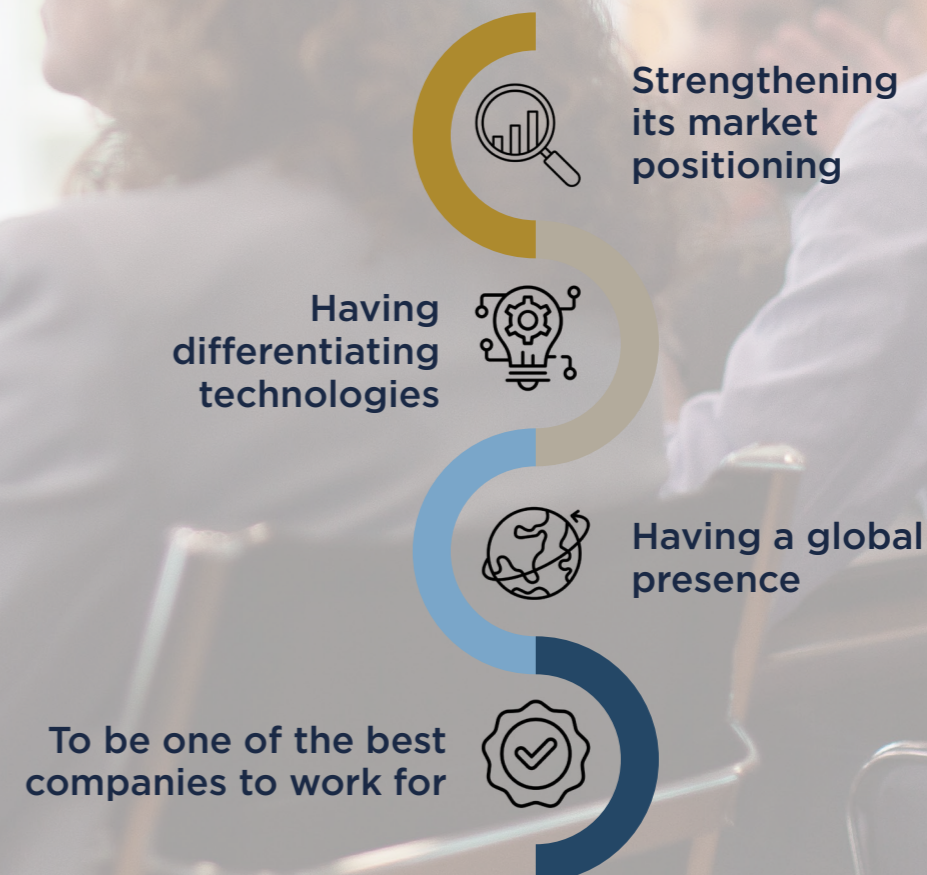 Strengthening
its market
positioning
Having
differentiating
technologies
Having a global
presence
To be one of the best
companies to work for